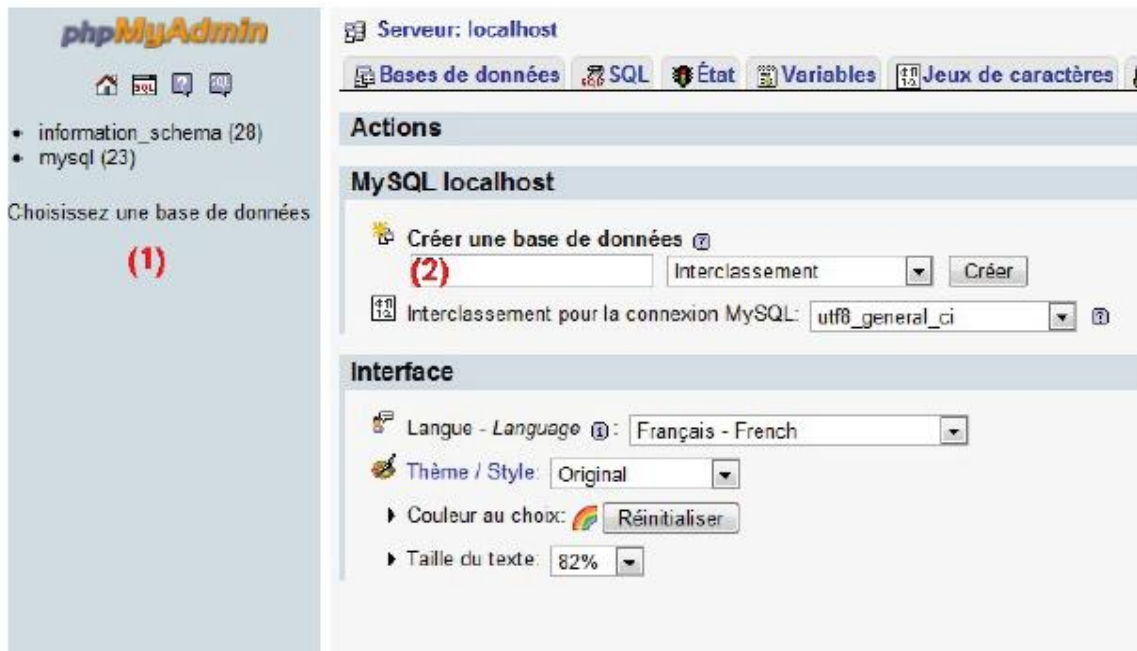 phpMyAdmin
SQL
• information_schema (28)
• mysql (23)
Choisissez une base de données
(1)
Serveur: localhost
Bases de données SQL État Variables Jeux de caractères
Actions
MySQL localhost
Créer une base de données
(2) Interclassement Créer
Interclassement pour la connexion MySQL: utf8_general_ci
Interface
Langue - Language : Français - French
Thème / Style: Original
Couleur au choix: Réinitialiser
Taille du texte: 82%